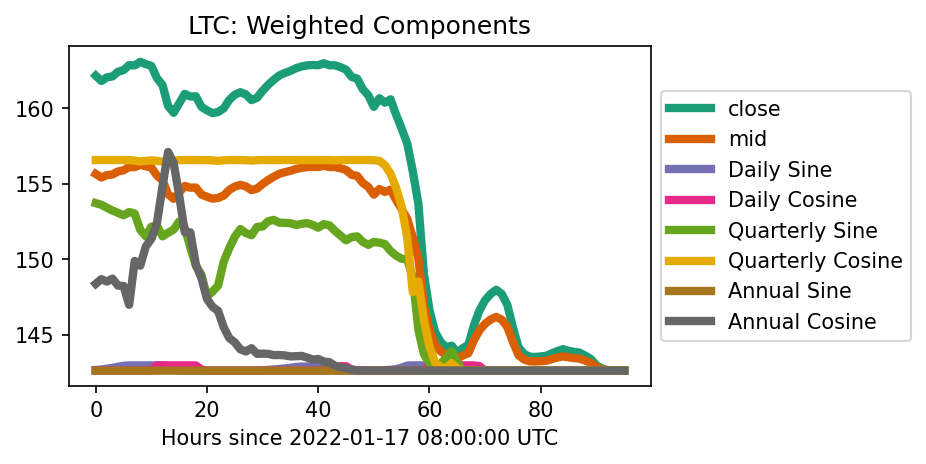 LTC: Weighted Components
160
155
150
145
0 20 40 60 80
Hours since 2022-01-17 08:00:00 UTC
close
mid
Daily Sine
Daily Cosine
Quarterly Sine
Quarterly Cosine
Annual Sine
Annual Cosine